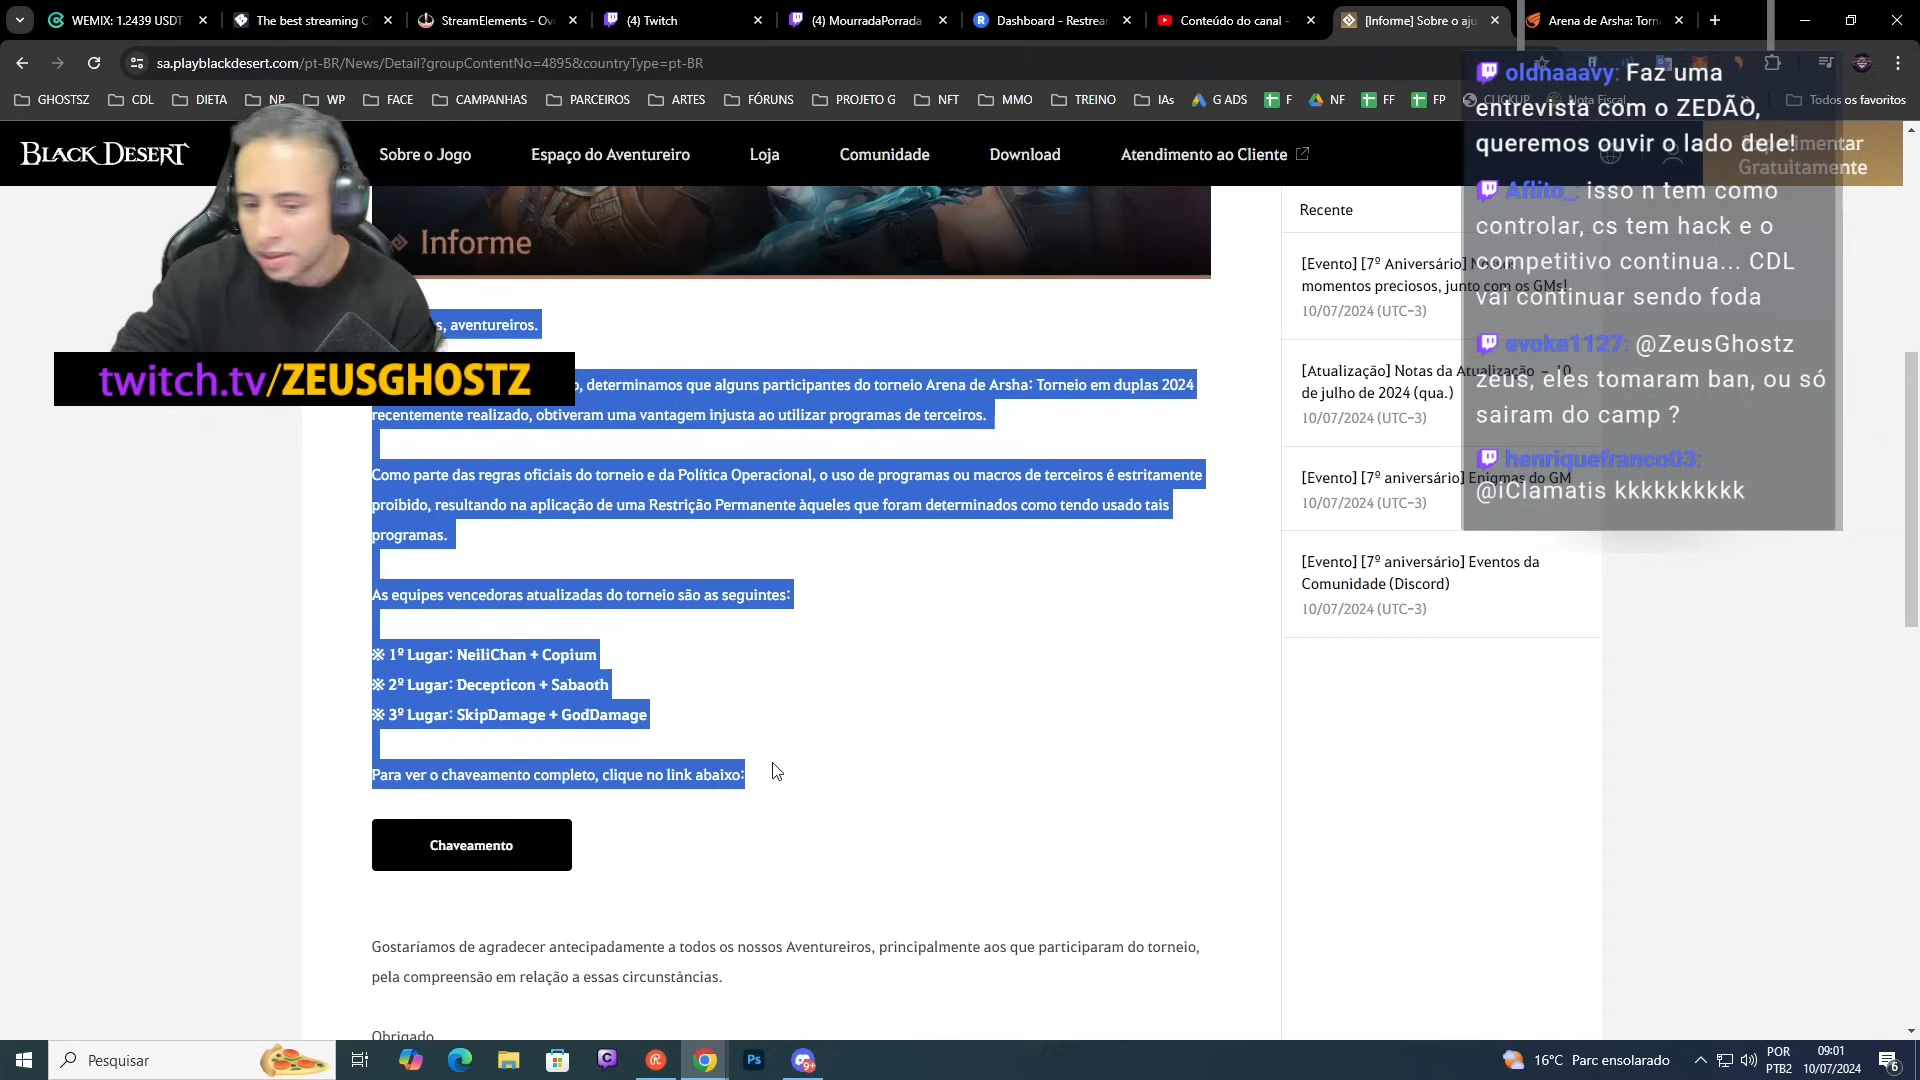 WEMIX: 1.2439 USDT
The best streaming C
StreamElements - Ove
(4) Twitch
(4) MourradaPorrada
Dashboard - Restrear
Conteúdo do canal -
[Informe] Sobre o aju
Arena de Arsha: Torn
sa.playblackdesert.com/pt-BR/News/Detail?groupContentNo=4895&countryType=pt-BR
GHOSTSZ
CDL
DIETA
NP
WP
FACE
CAMPANHAS
PARCEIROS
ARTES
FÓRUNS
PROJETO G
NFT
MMO
TREINO
IAs
G ADS
F
NF
FF
FP
CLICKUP
Nota Fiscal
Todos os favoritos
BLACK DESERT
Sobre o Jogo
Espaço do Aventureiro
Loja
Comunidade
Download
Atendimento ao Cliente
Experimentar
Gratuitamente
Informe
s, aventureiros.
o, determinamos que alguns participantes do torneio Arena de Arsha: Torneio em duplas 2024
recentemente realizado, obtiveram uma vantagem injusta ao utilizar programas de terceiros.
Como parte das regras oficiais do torneio e da Política Operacional, o uso de programas ou macros de terceiros é estritamente
proibido, resultando na aplicação de uma Restrição Permanente àqueles que foram determinados como tendo usado tais
programas.
As equipes vencedoras atualizadas do torneio são as seguintes:
※ 1º Lugar: NeiliChan + Copium
※ 2º Lugar: Decepticon + Sabaoth
※ 3º Lugar: SkipDamage + GodDamage
Para ver o chaveamento completo, clique no link abaixo:
Chaveamento
Gostaríamos de agradecer antecipadamente a todos os nossos Aventureiros, principalmente aos que participaram do torneio,
pela compreensão em relação a essas circunstâncias.
Obrigado
twitch.tv/ZEUSGHOSTZ
Recente
[Evento] [7º Aniversário]
momentos preciosos, junto com os GMs!
10/07/2024 (UTC-3)
[Atualização] Notas da Atualização - 10
de julho de 2024 (qua.)
10/07/2024 (UTC-3)
[Evento] [7º aniversário] Enigmas do GM
10/07/2024 (UTC-3)
[Evento] [7º aniversário] Eventos da
Comunidade (Discord)
10/07/2024 (UTC-3)
oldnaaavy: Faz uma
entrevista com o ZEDÃO,
queremos ouvir o lado dele!
Aflito_: isso n tem como
controlar, cs tem hack e o
competitivo continua... CDL
vai continuar sendo foda
evoke1127: @ZeusGhostz
zeus, eles tomaram ban, ou só
sairam do camp ?
henriquefranco03:
@iClamatis kkkkkkkkkk
Pesquisar
Ps
9+
16°C Parc ensolarado
POR
PTB2
09:01
10/07/2024
6